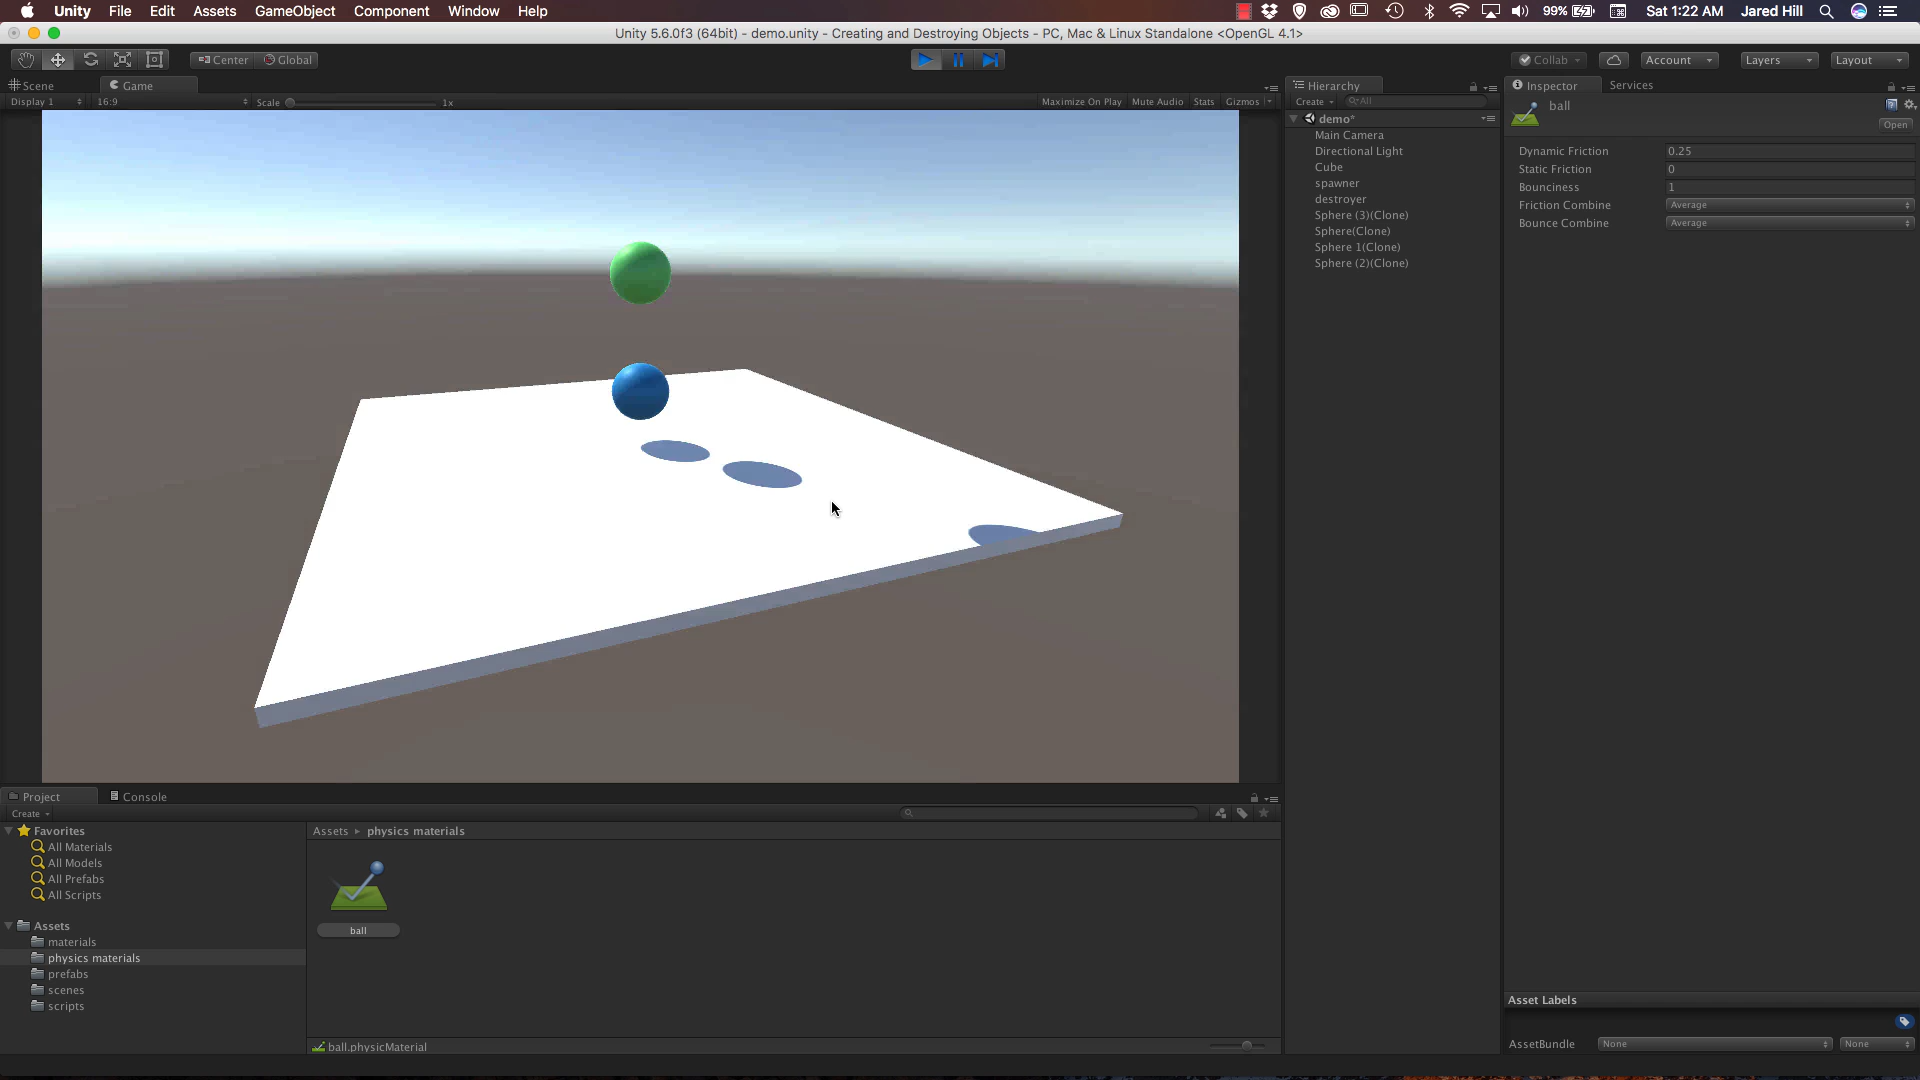 Unity File Edit Assets GameObject Component Window Help 99% Sat 1:22 AM Jared Hill
Unity 5.6.0f3 (64bit) - demo.unity - Creating and Destroying Objects - PC, Mac & Linux Standalone <OpenGL 4.1>
Center Global Collab Account Layers Layout
Scene Game Hierarchy Inspector Services
Display 1 16:9 Scale 1x Maximize On Play Mute Audio Stats Gizmos Create All
ball
Open
demo*
Main Camera
Directional Light
Cube
spawner
destroyer
Sphere (3)(Clone)
Sphere(Clone)
Sphere 1(Clone)
Sphere (2)(Clone)
Dynamic Friction 0.25
Static Friction 0
Bounciness 1
Friction Combine Average
Bounce Combine Average
Project Console
Create
Favorites
All Materials
All Models
All Prefabs
All Scripts
Assets
materials
physics materials
prefabs
scenes
scripts
Assets physics materials
ball
ball.physicMaterial
Asset Labels
AssetBundle None None